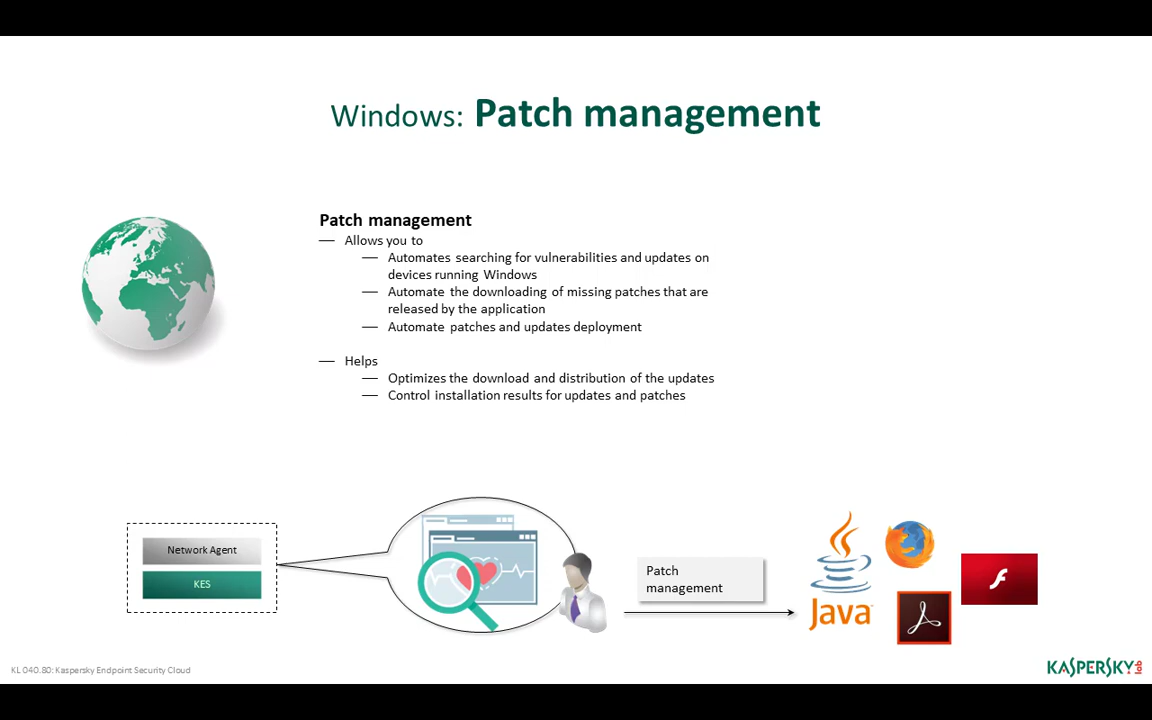 Windows: Patch management
Patch management
— Allows you to
— Automates searching for vulnerabilities and updates on
devices running Windows
— Automate the downloading of missing patches that are
released by the application
— Automate patches and updates deployment
— Helps
— Optimizes the download and distribution of the updates
— Control installation results for updates and patches
Network Agent
KES
Patch
management
Java
KL 040.80: Kaspersky Endpoint Security Cloud
KASPERSKY lab